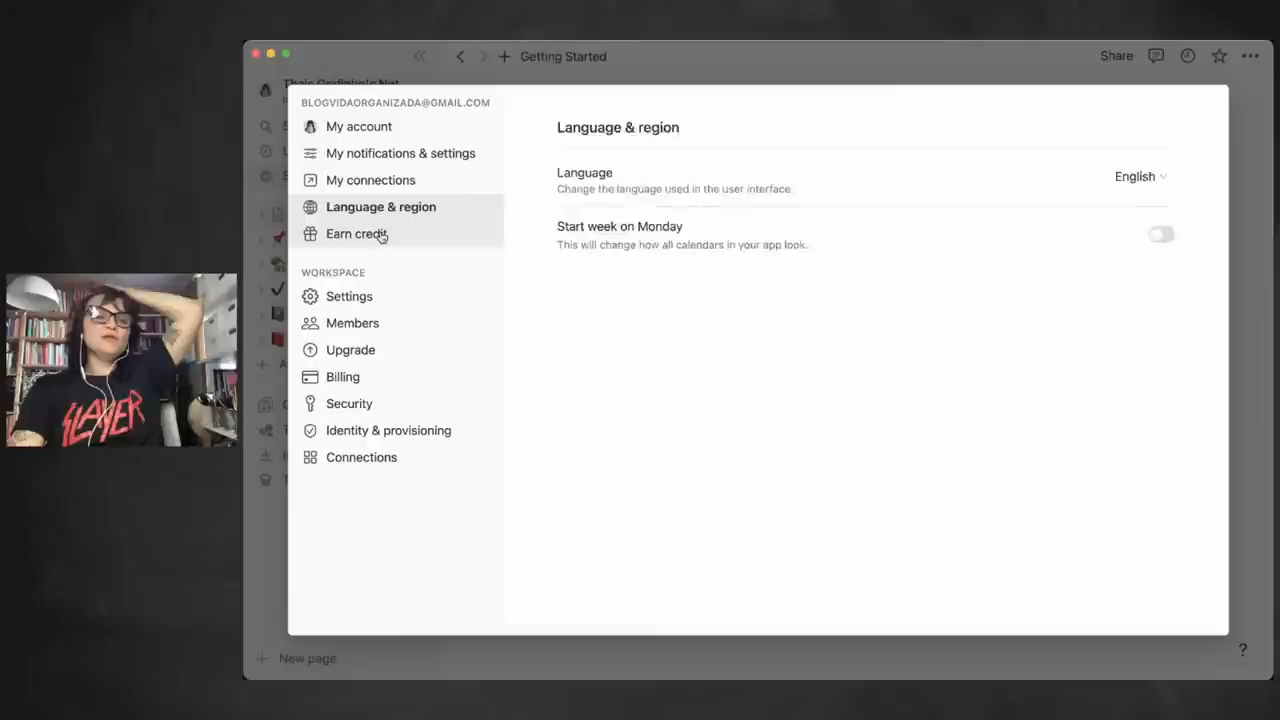 Getting Started
Share
BLOGVIDAORGANIZADA@GMAIL.COM
My account
My notifications & settings
My connections
Language & region
Earn credit
WORKSPACE
Settings
Members
Upgrade
Billing
Security
Identity & provisioning
Connections
Language & region
Language
Change the language used in the user interface.
English
Start week on Monday
This will change how all calendars in your app look.
SLAYER
New page
?